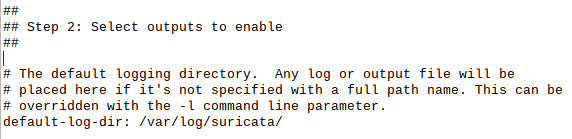 ##
## Step 2: Select outputs to enable
##
# The default logging directory.  Any log or output file will be
# placed here if it's not specified with a full path name. This can be
# overridden with the -l command line parameter.
default-log-dir: /var/log/suricata/